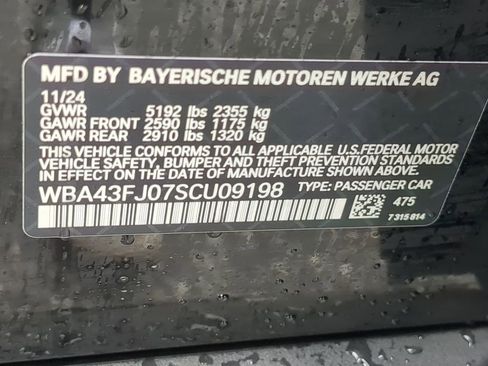 MFD BY BAYERISCHE MOTOREN WERKE AG
11/24
GVWR 5192 lbs 2355 kg
GAWR FRONT 2590 lbs 1175 kg
GAWR REAR 2910 lbs 1320 kg
THIS VEHICLE CONFORMS TO ALL APPLICABLE U.S.FEDERAL MOTOR
VEHICLE SAFETY, BUMPER AND THEFT PREVENTION STANDARDS
IN EFFECT ON THE DATE OF MANUFACTURE SHOWN ABOVE.
WBA43FJ07SCU09198 TYPE: PASSENGER CAR
475
7315814